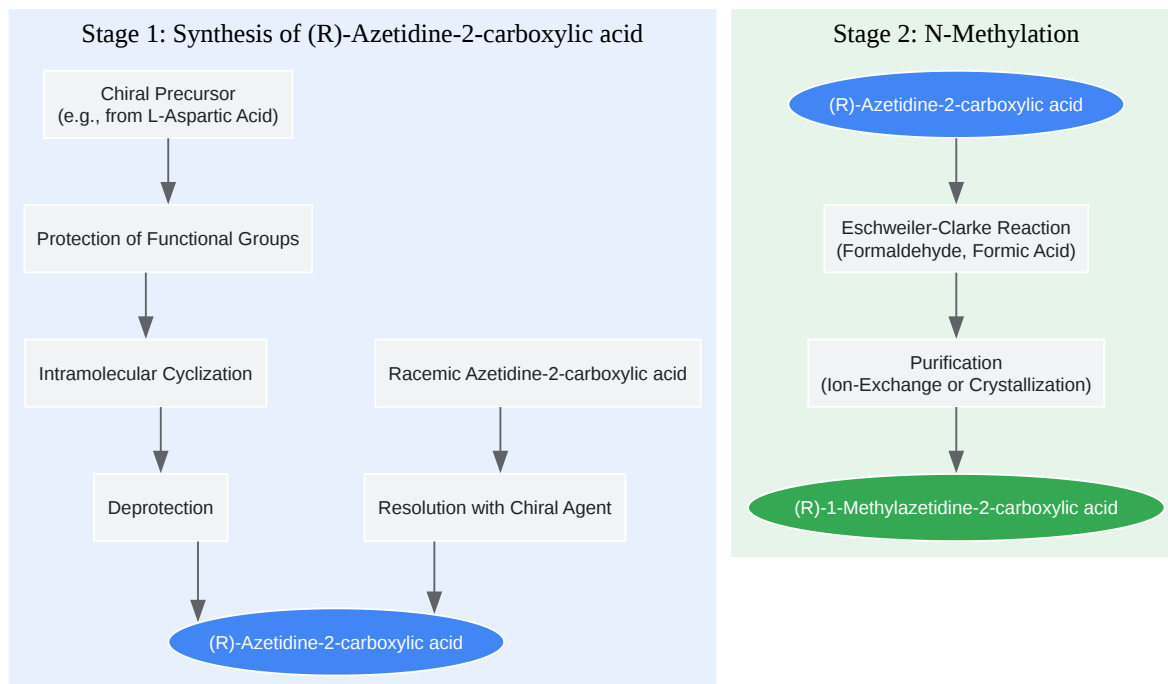 Stage 1: Synthesis of (R)-Azetidine-2-carboxylic acid
Chiral Precursor
(e.g., from L-Aspartic Acid)
Protection of Functional Groups
Intramolecular Cyclization
Racemic Azetidine-2-carboxylic acid
Deprotection
Resolution with Chiral Agent
(R)-Azetidine-2-carboxylic acid
Stage 2: N-Methylation
(R)-Azetidine-2-carboxylic acid
Eschweiler-Clarke Reaction
(Formaldehyde, Formic Acid)
Purification
(Ion-Exchange or Crystallization)
(R)-1-Methylazetidine-2-carboxylic acid